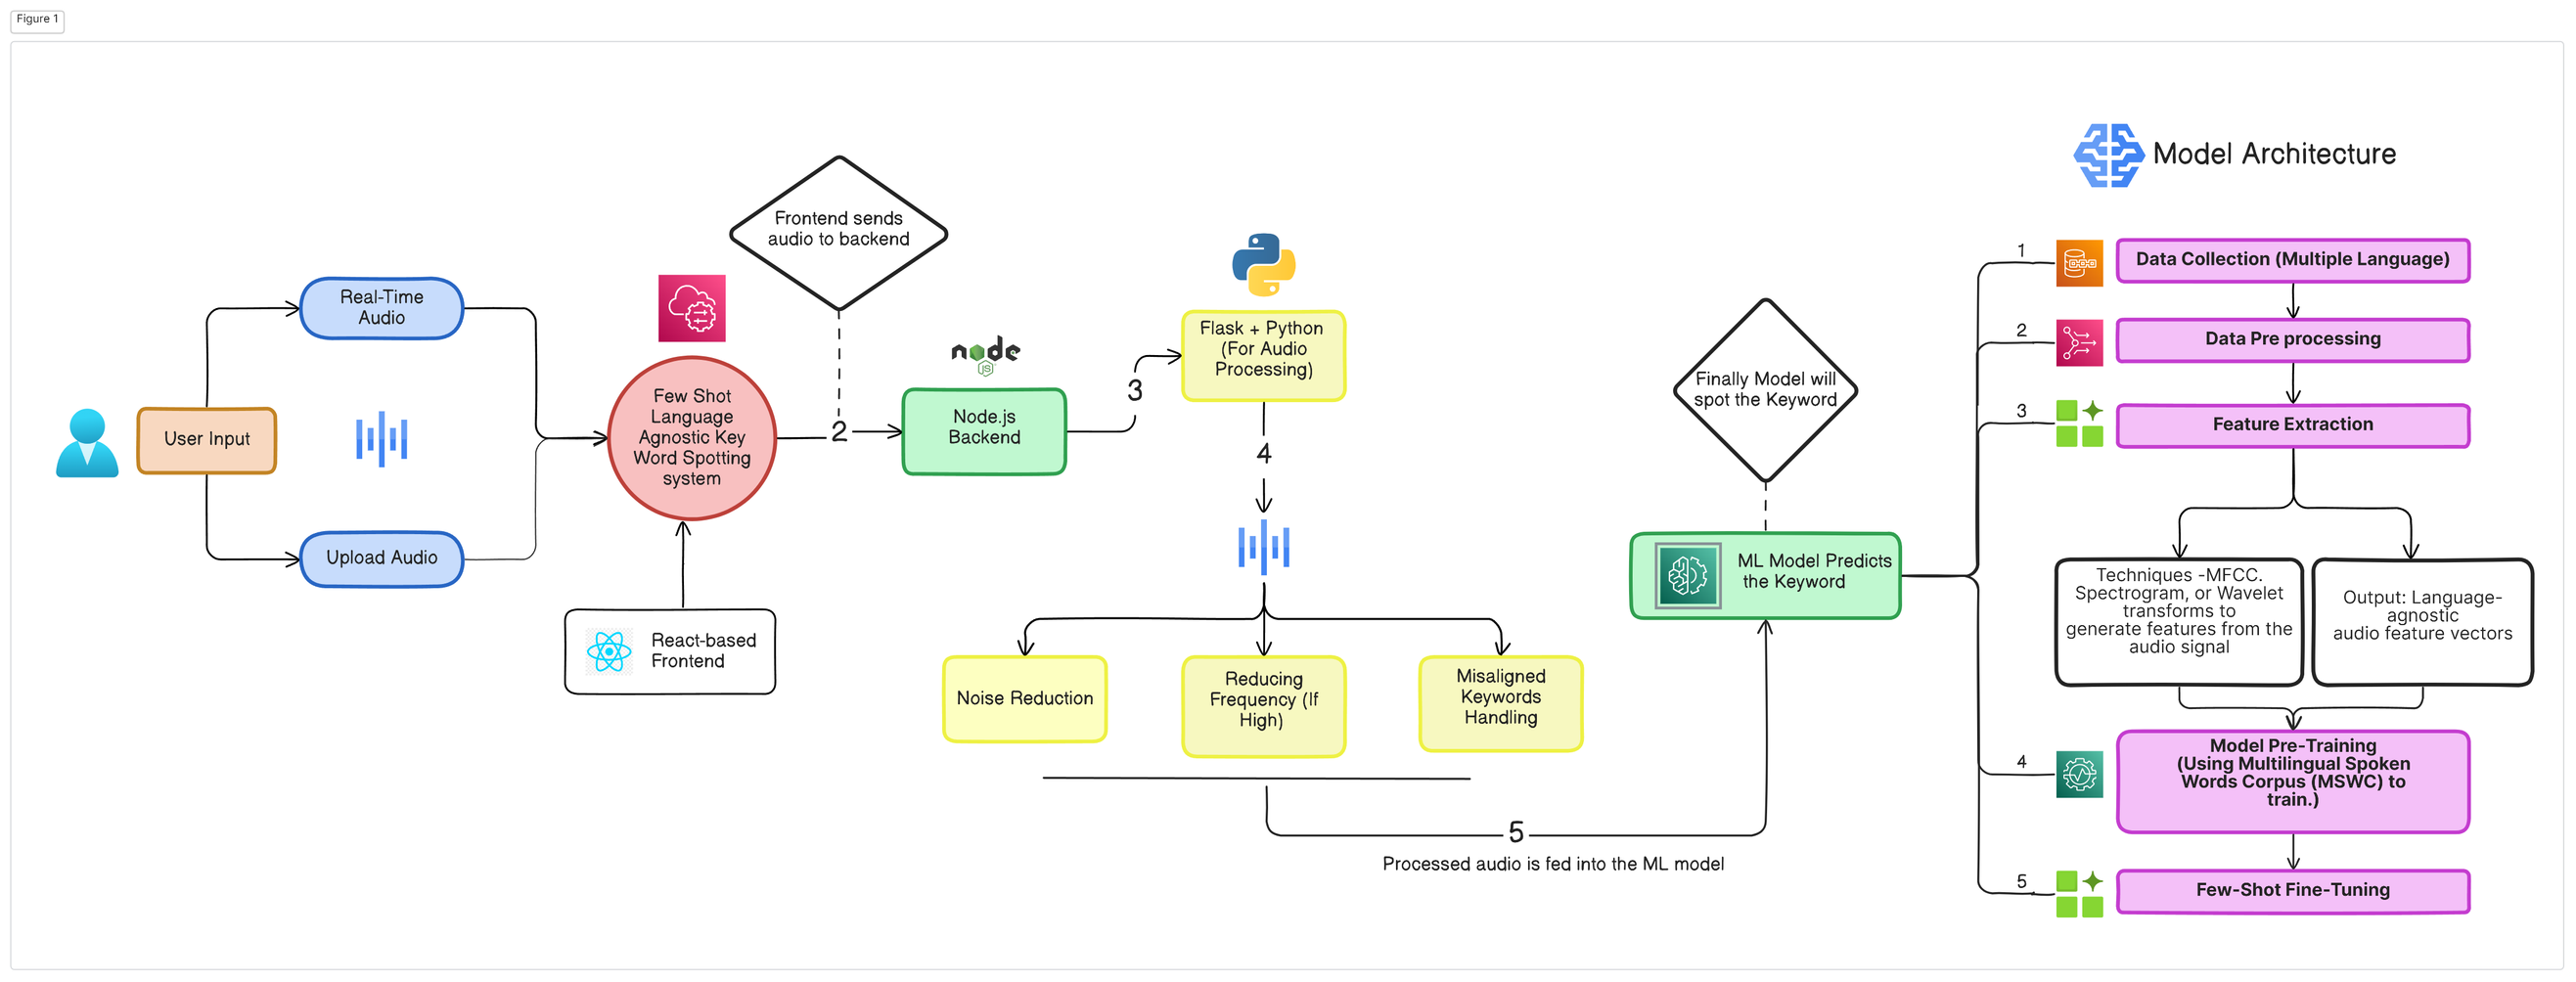 Figure 1
Model Architecture
Frontend sends
audio to backend
Real-Time
Audio
User Input
Upload Audio
Few Shot
Language
Agnostic Key
Word Spotting
system
React-based
Frontend
2
node
JS
Node.js
Backend
3
Flask + Python
(For Audio
Processing)
4
Noise Reduction
Reducing
Frequency (If
High)
Misaligned
Keywords
Handling
5
Processed audio is fed into the ML model
Finally Model will
spot the Keyword
ML Model Predicts
the Keyword
1
Data Collection (Multiple Language)
2
Data Pre processing
3
Feature Extraction
Techniques -MFCC.
Spectrogram, or Wavelet
transforms to
generate features from the
audio signal
Output: Language-
agnostic
audio feature vectors
4
Model Pre-Training
(Using Multilingual Spoken
Words Corpus (MSWC) to
train.)
5
Few-Shot Fine-Tuning